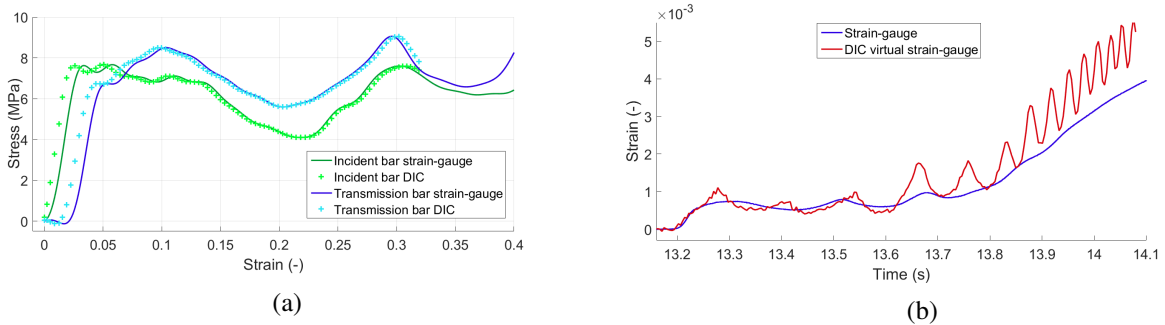 10
8
6
4
2
0
Stress (MPa)
0
0.05
0.1
0.15
0.2
0.25
0.3
0.35
0.4
Strain (-)
Incident bar strain-gauge
Incident bar DIC
Transmission bar strain-gauge
Transmission bar DIC
(a)
×10⁻³
5
4
3
2
1
0
Strain (-)
13.2
13.3
13.4
13.5
13.6
13.7
13.8
13.9
14
14.1
Time (s)
Strain-gauge
DIC virtual strain-gauge
(b)